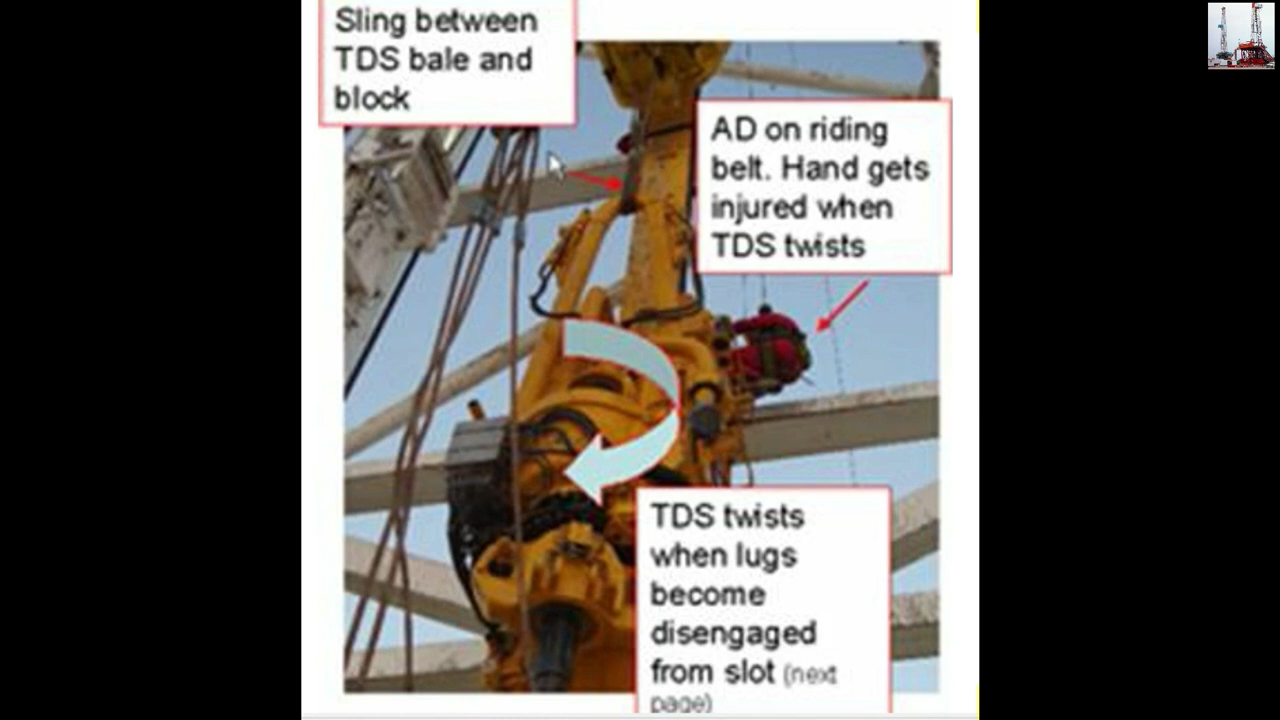 Sling between
TDS bale and
block
AD on riding
belt. Hand gets
injured when
TDS twists
TDS twists
when lugs
become
disengaged
from slot (next
page)